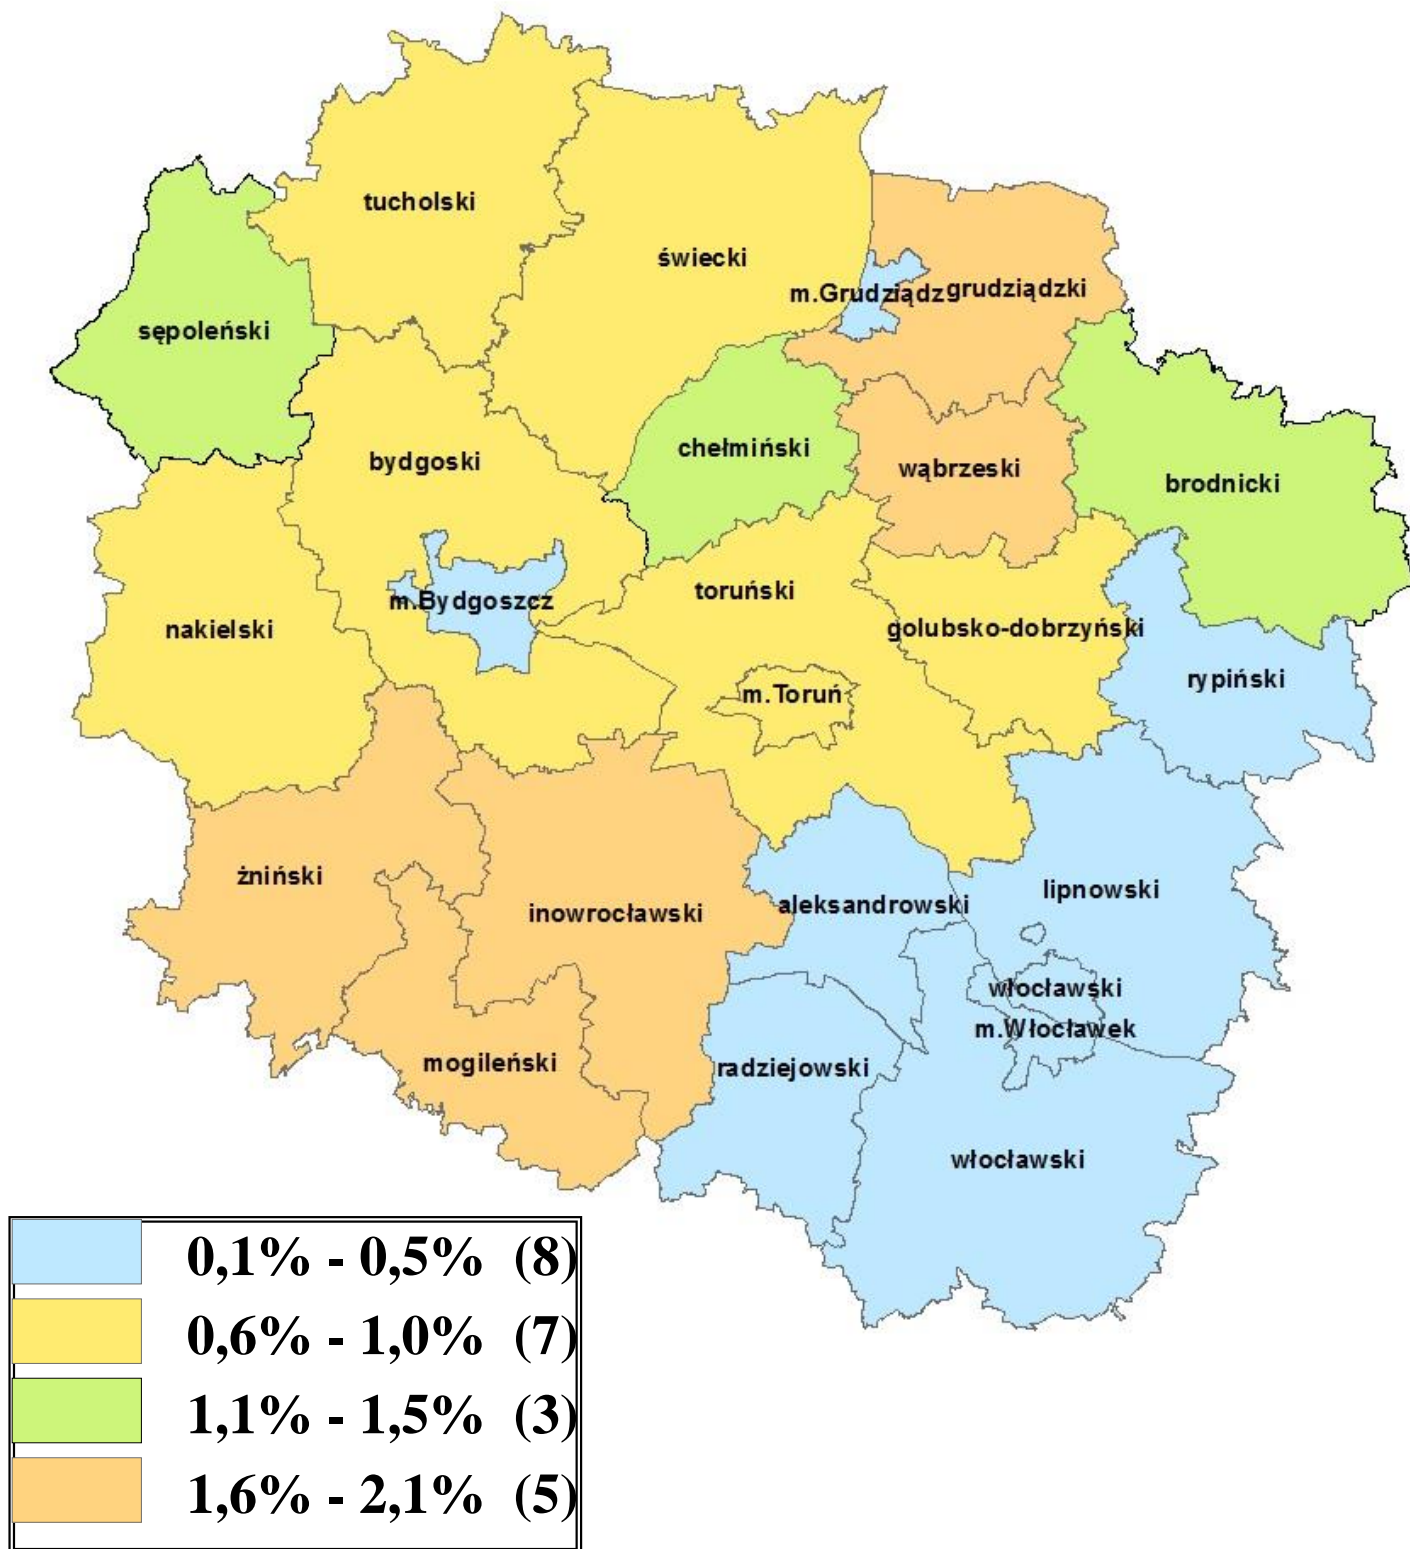 tucholski
świecki
m.Grudziądz
grudziądzki
sępoleński
chełmiński
bydgoski
wąbrzeski
brodnicki
toruński
m.Bydgoszcz
nakielski
golubsko-dobrzyński
rypiński
m.Toruń
żniński
lipnowski
aleksandrowski
inowrocławski
włocławski
m.Włocławek
mogileński
radziejowski
włocławski
0,1% - 0,5% (8)
0,6% - 1,0% (7)
1,1% - 1,5% (3)
1,6% - 2,1% (5)